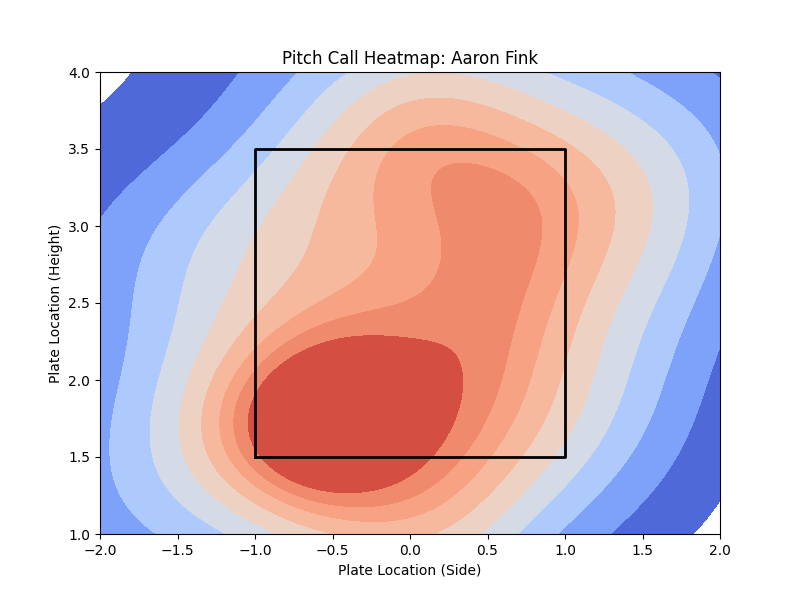 Pitch Call Heatmap: Aaron Fink
4.0
3.5
3.0
2.5
2.0
1.5
1.0
Plate Location (Height)
−2.0 −1.5 −1.0 −0.5 0.0 0.5 1.0 1.5 2.0
Plate Location (Side)